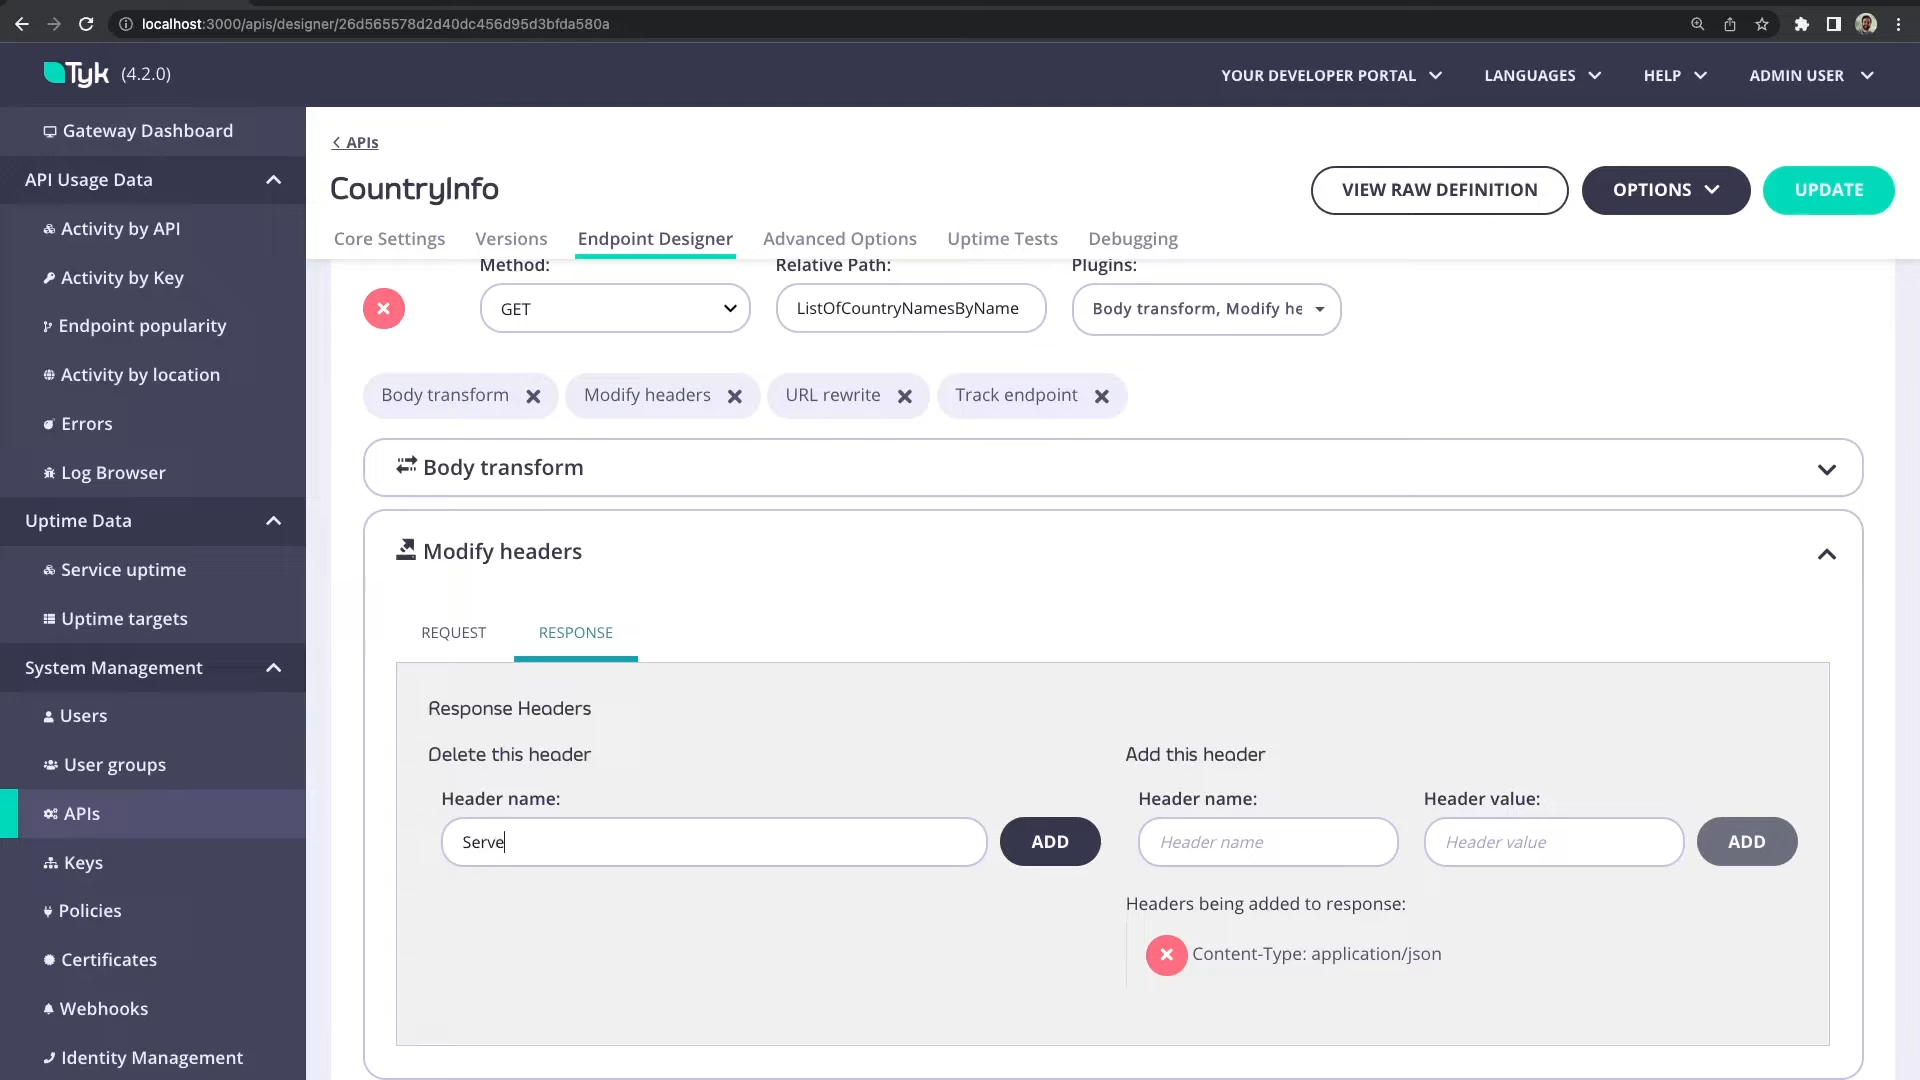 localhost:3000/apis/designer/26d565578d2d40dc456d95d3bfda580a
Tyk (4.2.0)
YOUR DEVELOPER PORTAL
LANGUAGES
HELP
ADMIN USER
Gateway Dashboard
API Usage Data
Activity by API
Activity by Key
Endpoint popularity
Activity by location
Errors
Log Browser
Uptime Data
Service uptime
Uptime targets
System Management
Users
User groups
APIs
Keys
Policies
Certificates
Webhooks
Identity Management
< APIs
CountryInfo
VIEW RAW DEFINITION
OPTIONS
UPDATE
Core Settings
Versions
Endpoint Designer
Advanced Options
Uptime Tests
Debugging
Method:
Relative Path:
Plugins:
GET
ListOfCountryNamesByName
Body transform, Modify he
Body transform
Modify headers
URL rewrite
Track endpoint
Body transform
Modify headers
REQUEST
RESPONSE
Response Headers
Delete this header
Header name:
Serve
ADD
Add this header
Header name:
Header value:
Header name
Header value
ADD
Headers being added to response:
Content-Type: application/json